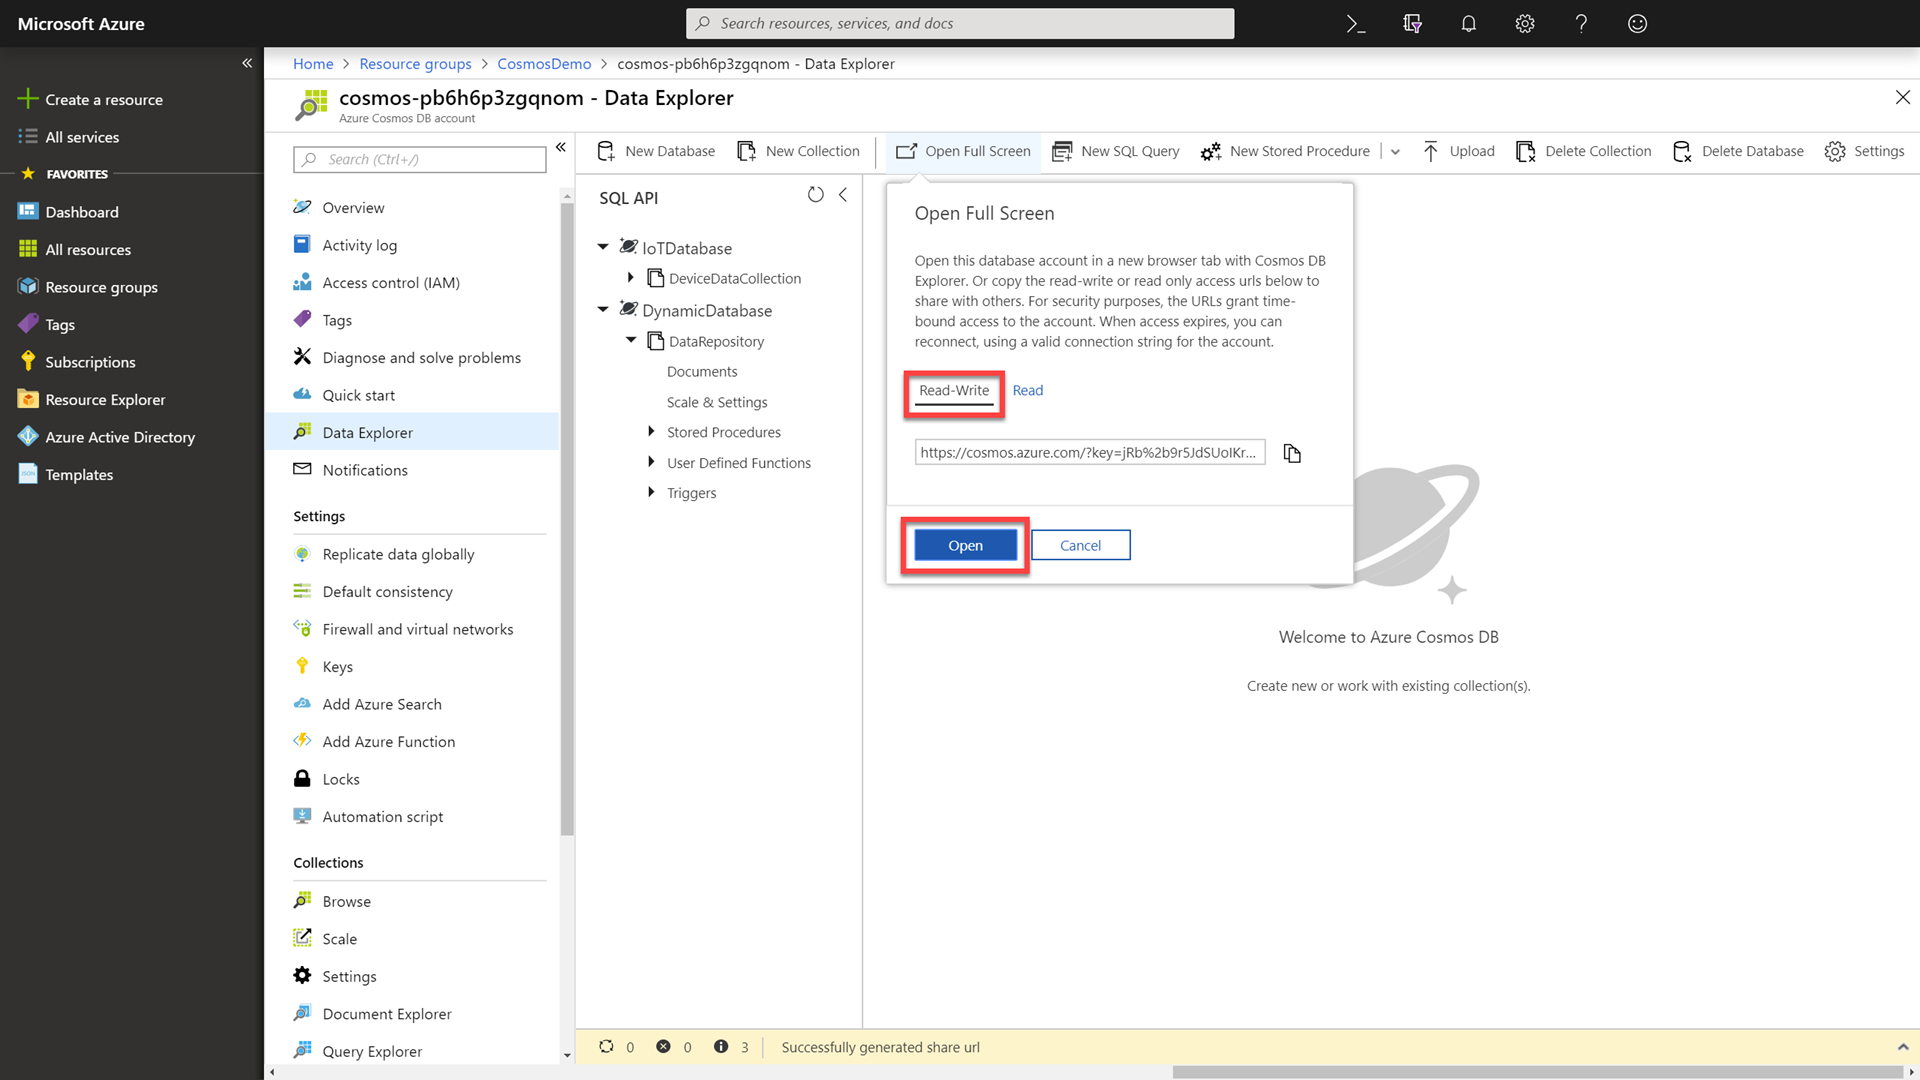 Microsoft Azure
Search resources, services, and docs
Home > Resource groups > CosmosDemo > cosmos-pb6h6p3zgqnom - Data Explorer
cosmos-pb6h6p3zgqnom - Data Explorer
Azure Cosmos DB account
Create a resource
All services
FAVORITES
Dashboard
All resources
Resource groups
Tags
Subscriptions
Resource Explorer
Azure Active Directory
Templates
Search (Ctrl+/)
Overview
Activity log
Access control (IAM)
Tags
Diagnose and solve problems
Quick start
Data Explorer
Notifications
Settings
Replicate data globally
Default consistency
Firewall and virtual networks
Keys
Add Azure Search
Add Azure Function
Locks
Automation script
Collections
Browse
Scale
Settings
Document Explorer
Query Explorer
New Database New Collection Open Full Screen New SQL Query New Stored Procedure Upload Delete Collection Delete Database Settings
SQL API
IoTDatabase
DeviceDataCollection
DynamicDatabase
DataRepository
Documents
Scale & Settings
Stored Procedures
User Defined Functions
Triggers
Open Full Screen
Open this database account in a new browser tab with Cosmos DB
Explorer. Or copy the read-write or read only access urls below to
share with others. For security purposes, the URLs grant time-
bound access to the account. When access expires, you can
reconnect, using a valid connection string for the account.
Read-Write Read
https://cosmos.azure.com/?key=jRb%2b9r5JdSUoIKr...
Open Cancel
Welcome to Azure Cosmos DB
Create new or work with existing collection(s).
0 0 3 Successfully generated share url